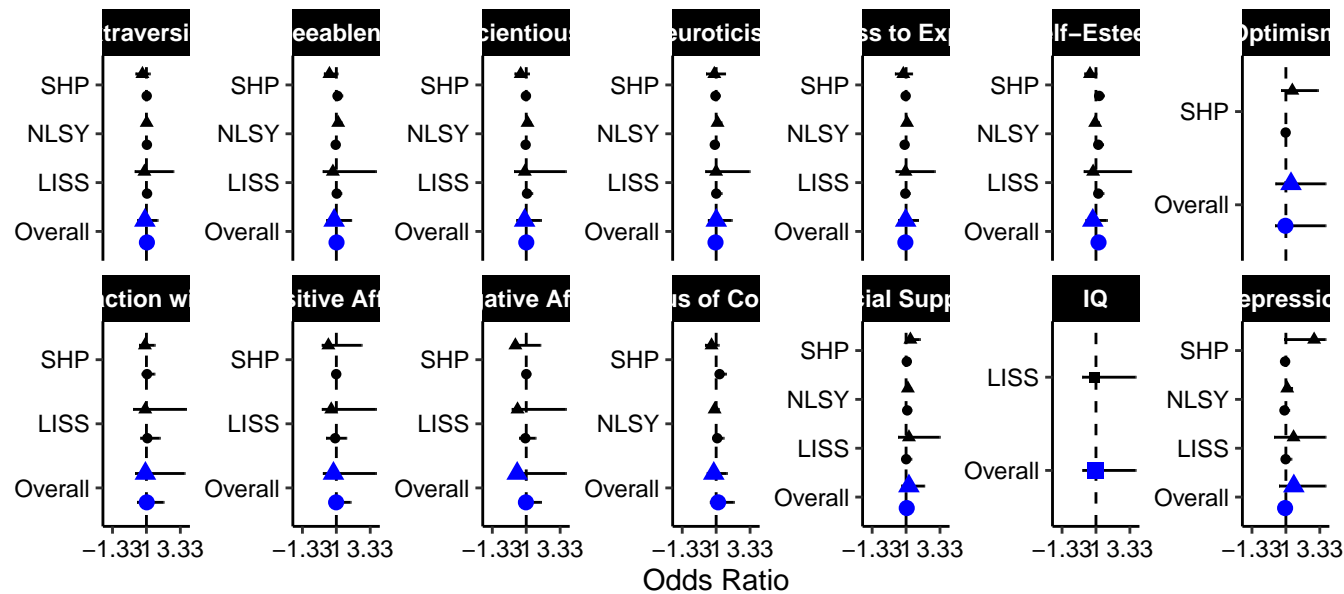 traversi eeablen cientious euroticis ss to Exp lf−Estee Optimism
SHP SHP SHP SHP SHP SHP SHP
NLSY NLSY NLSY NLSY NLSY NLSY
LISS LISS LISS LISS LISS LISS
Overall Overall Overall Overall Overall Overall Overall
action wi sitive Aff gative Af us of Co cial Supp IQ epressio
SHP SHP SHP SHP SHP LISS SHP
LISS LISS LISS NLSY NLSY NLSY
LISS LISS
Overall Overall Overall Overall Overall Overall Overall
−1.331 3.33 −1.331 3.33 −1.331 3.33 −1.331 3.33 −1.331 3.33 −1.331 3.33 −1.331 3.33
Odds Ratio